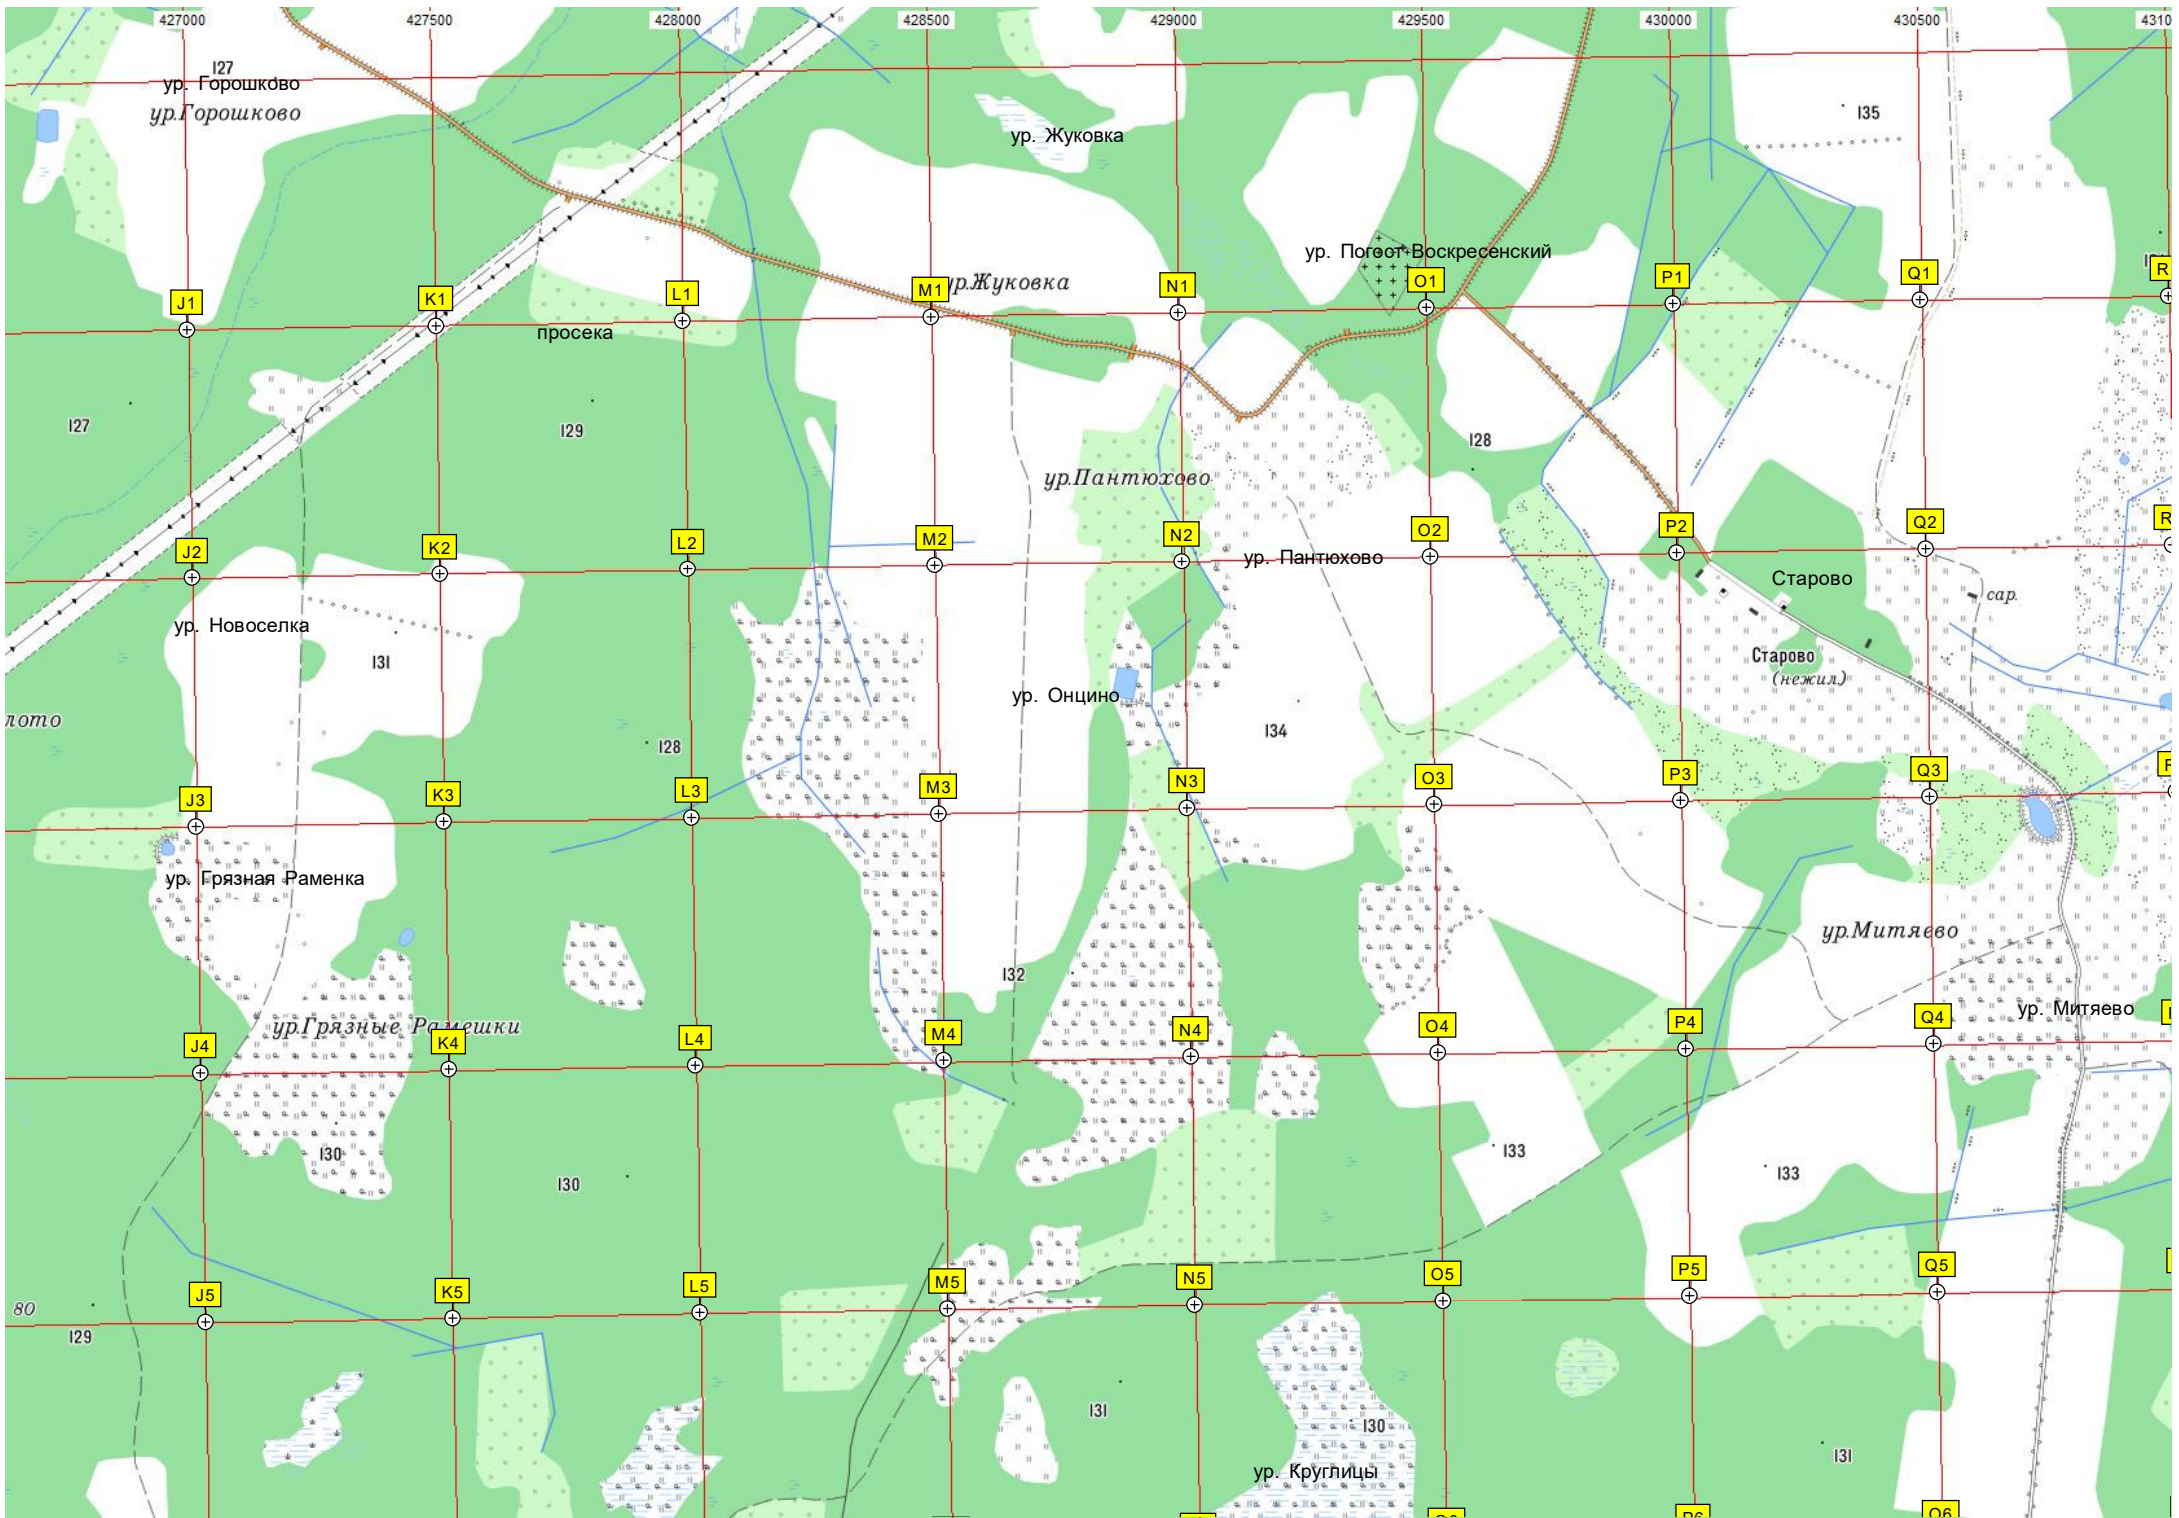 427000 427500 428000 428500 429000 429500 430000 430500 4310
127
ур. Горошково
ур.Горошково
135
ур. Жуковка
ур. Погост Воскресенский
J1 K1 L1 M1 N1 O1 P1 Q1 R
ур.Жуковка
просека
127
129
128
ур.Пантюхово
J2 K2 L2 M2 N2 O2 P2 Q2 R
ур. Пантюхово
Старово
сар.
ур. Новоселка
131
Старово
(нежил)
ур. Онцино
лото
128
134
J3 K3 L3 M3 N3 O3 P3 Q3
ур. Грязная Раменка
ур.Митяево
132
ур. Митяево
ур.Грязные Рамешки
J4 K4 L4 M4 N4 O4 P4 Q4
130
133
133
130
J5 K5 L5 M5 N5 O5 P5 Q5
80
129
131
130
131
ур. Круглицы
P6 Q6